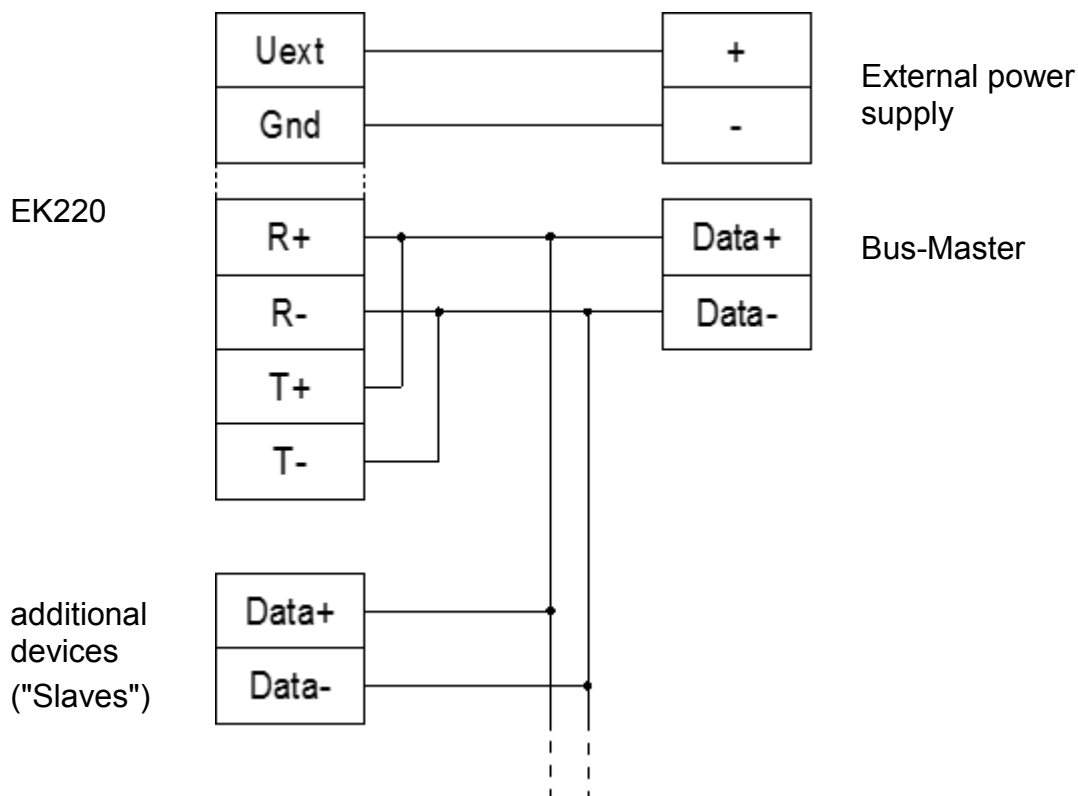 Uext
+
External power
supply
Gnd
-
EK220
R+
Data+
Bus-Master
R-
Data-
T+
T-
additional
devices
("Slaves")
Data+
Data-